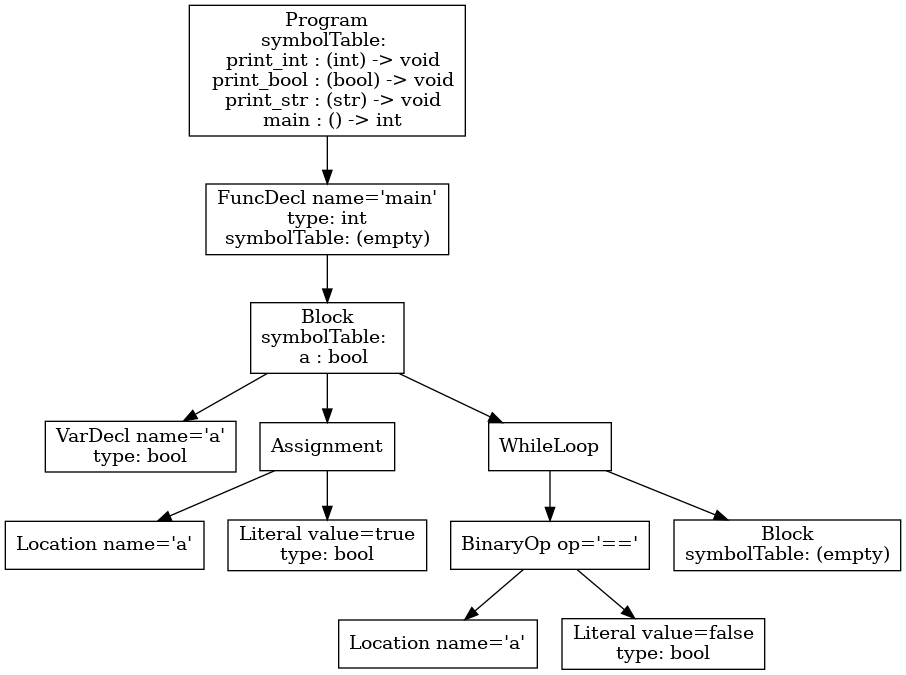 Program
symbolTable:
print_int : (int) -> void
print_bool : (bool) -> void
print_str : (str) -> void
main : () -> int
FuncDecl name='main'
type: int
symbolTable: (empty)
Block
symbolTable:
a : bool
VarDecl name='a'
type: bool
Assignment
WhileLoop
Location name='a'
Literal value=true
type: bool
BinaryOp op='=='
Block
symbolTable: (empty)
Location name='a'
Literal value=false
type: bool